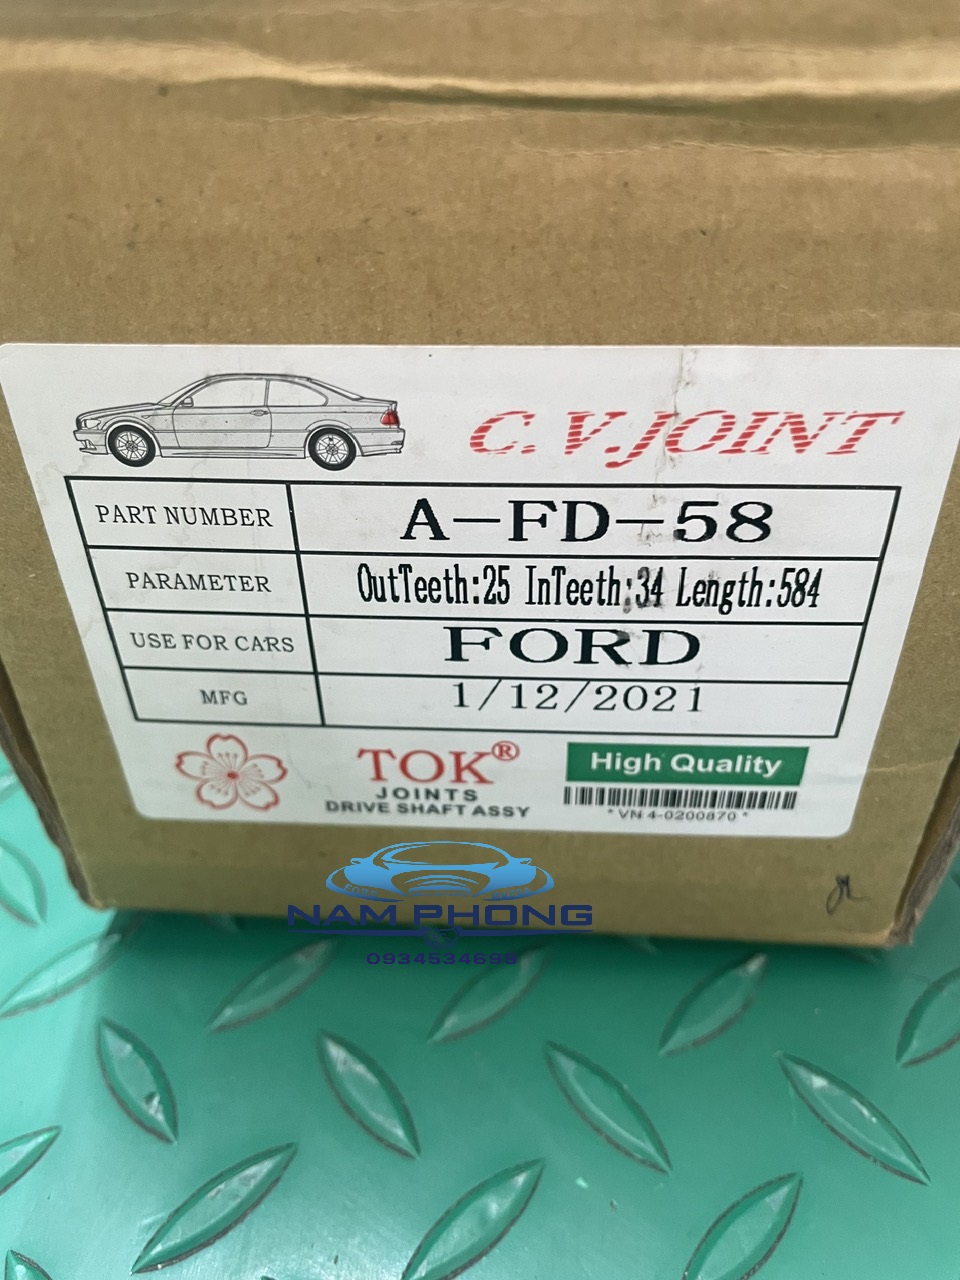 C.V.JOINT
PART NUMBER A-FD-58
PARAMETER OutTeeth:25 InTeeth:34 Length:584
USE FOR CARS FORD
MFG 1/12/2021
TOK®
JOINTS
DRIVE SHAFT ASSY
High Quality
*VN 4-0200870*
NAM PHONG
0934534698